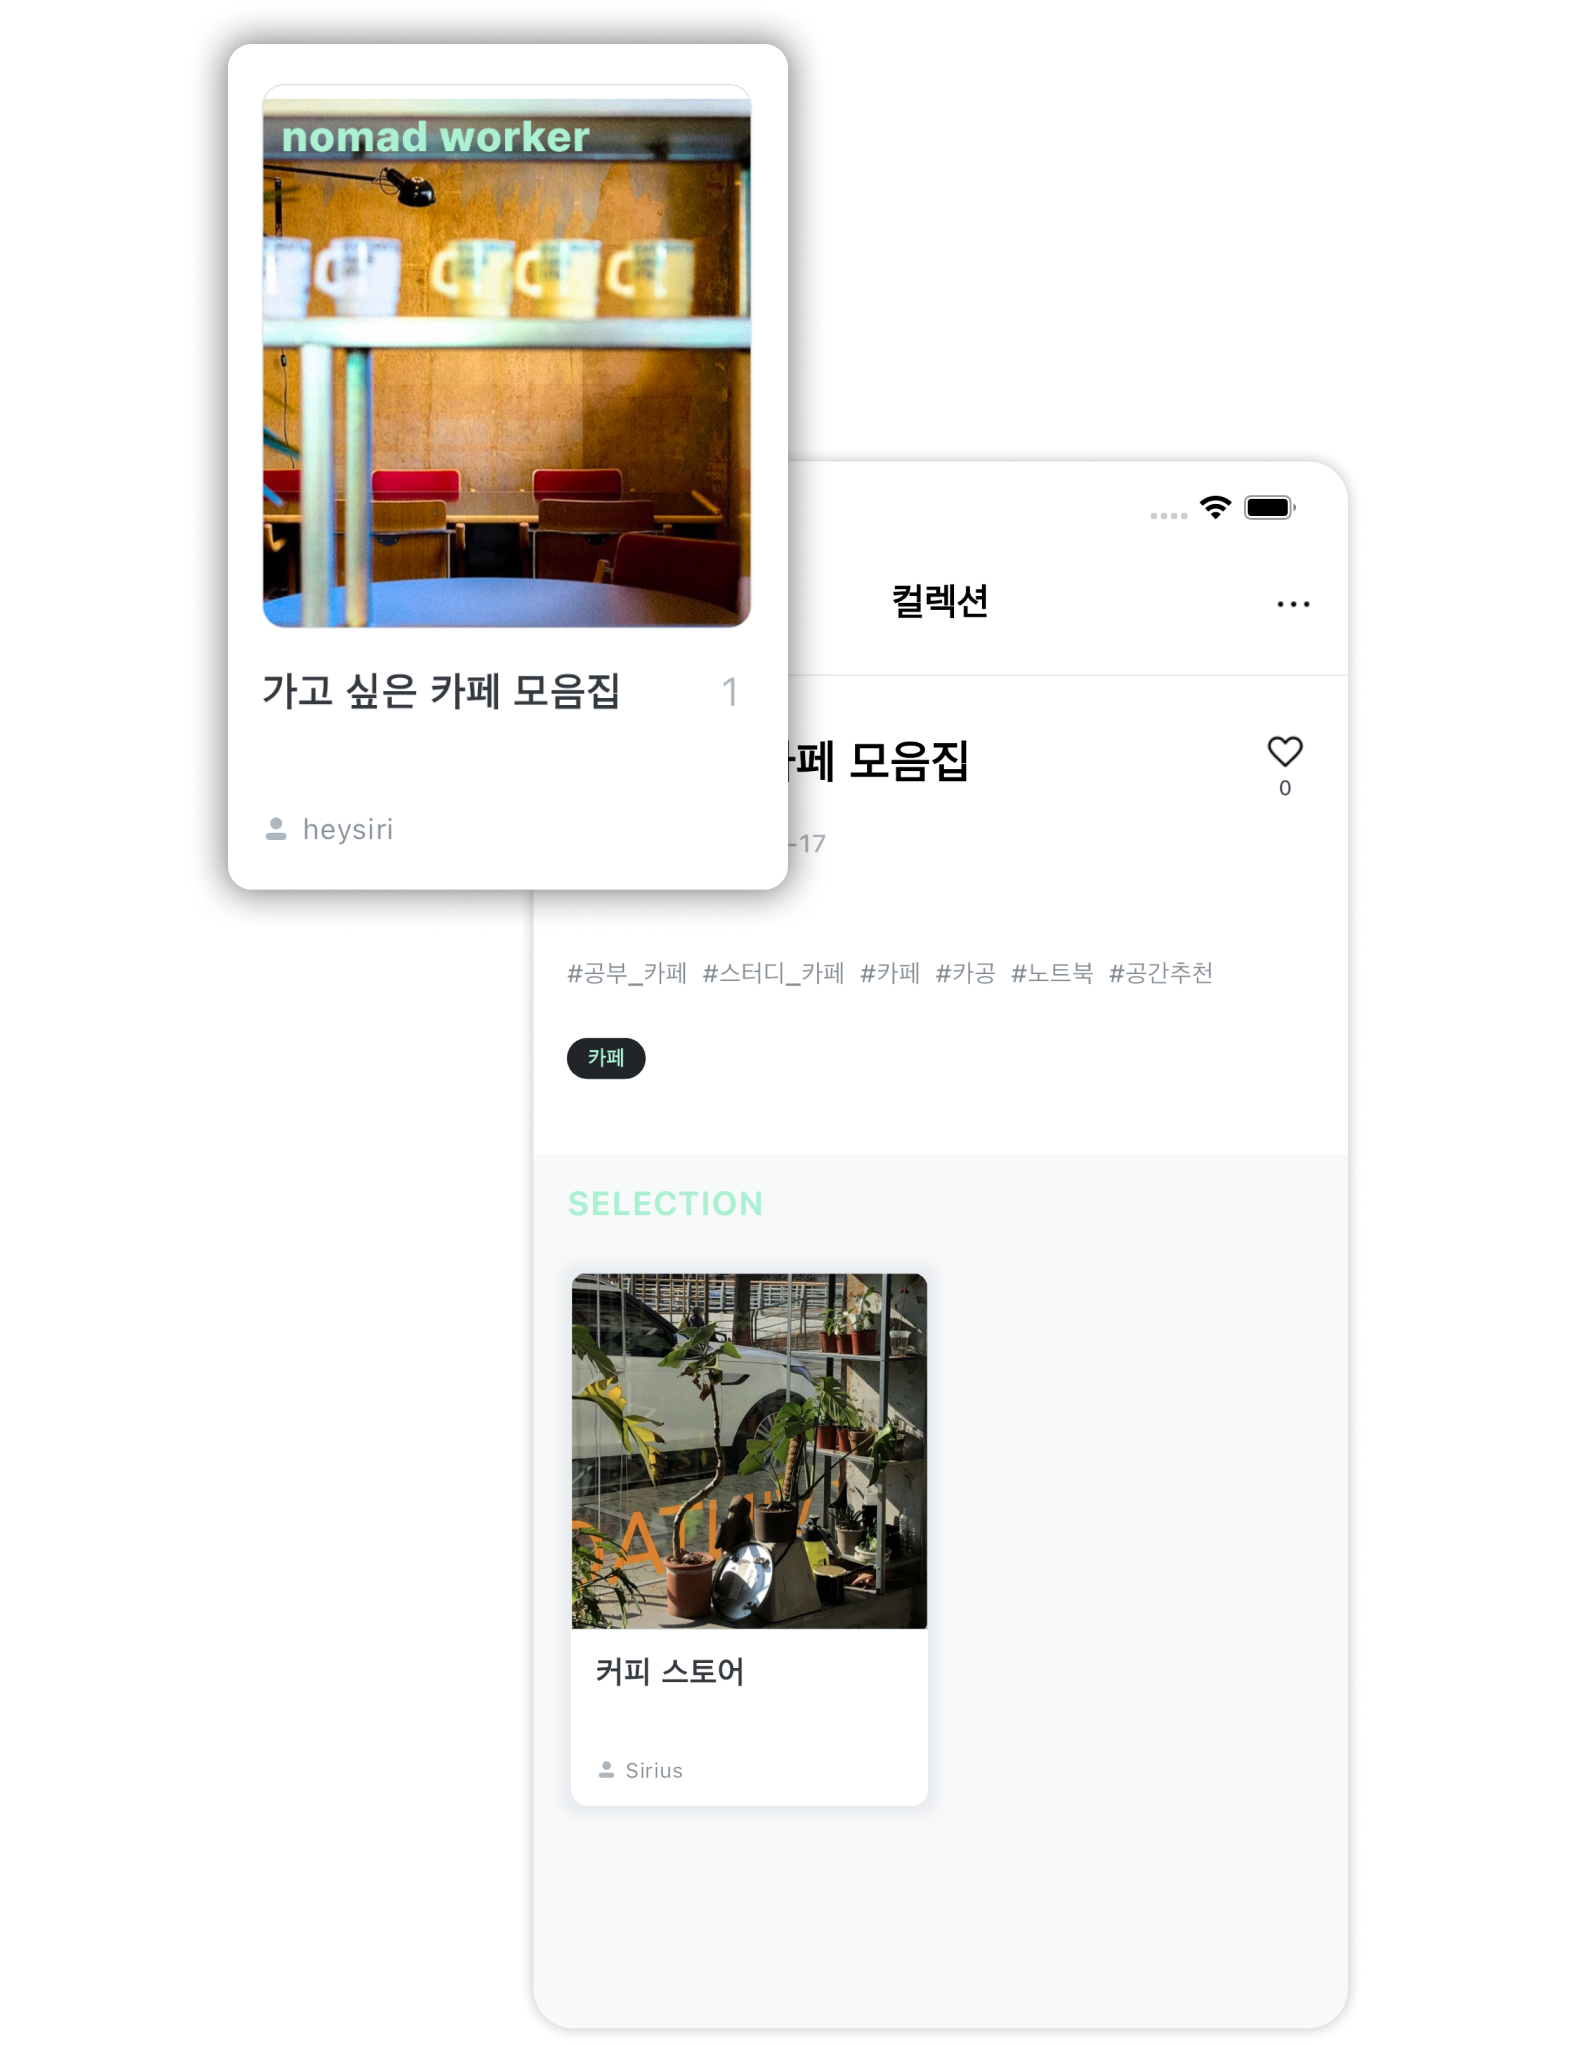 nomad worker
가고 싶은 카페 모음집 1
heysiri
컬렉션
페 모음집
0
-17
#공부_카페 #스터디_카페 #카페 #카공 #노트북 #공간추천
카페
SELECTION
커피 스토어
Sirius